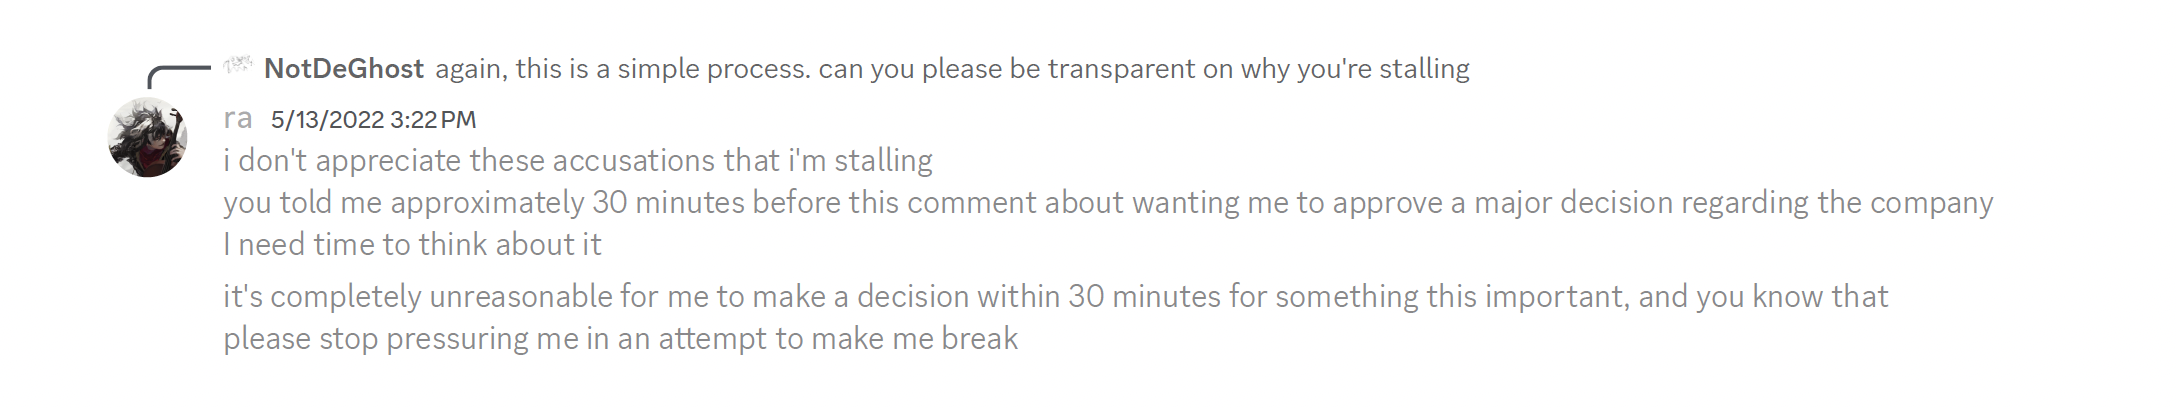 NotDeGhost again, this is a simple process. can you please be transparent on why you're stalling
ra 5/13/2022 3:22 PM
i don't appreciate these accusations that i'm stalling
you told me approximately 30 minutes before this comment about wanting me to approve a major decision regarding the company
I need time to think about it
it's completely unreasonable for me to make a decision within 30 minutes for something this important, and you know that
please stop pressuring me in an attempt to make me break